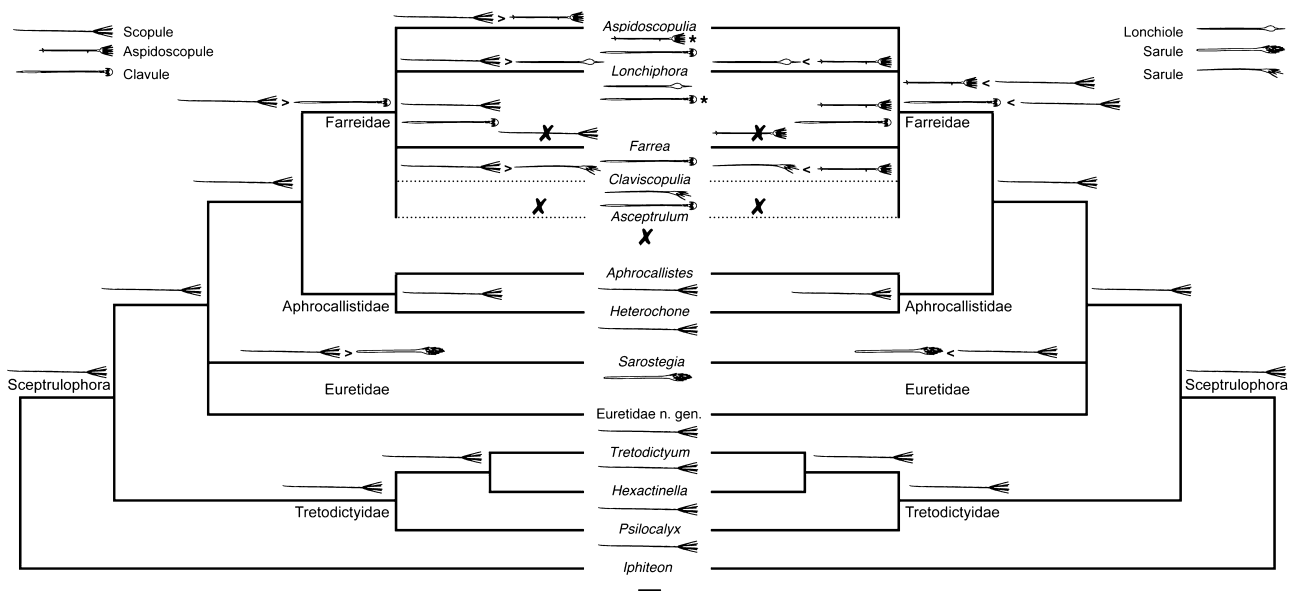 Scopule
Aspidoscopule
Clavule
Lonchiole
Sarule
Sarule
>
Aspidoscopulia
*
> <
Lonchiphora
<
> <
*
Farreidae Farreidae
Farrea
> <
Claviscopulia
Asceptrulum
Aphrocallistes
Aphrocallistidae Aphrocallistidae
Heterochone
> <
Sarostegia
Sceptrulophora Sceptrulophora
Euretidae Euretidae
Euretidae n. gen.
Tretodictyum
Hexactinella
Tretodictyidae Tretodictyidae
Psilocalyx
Iphiteon